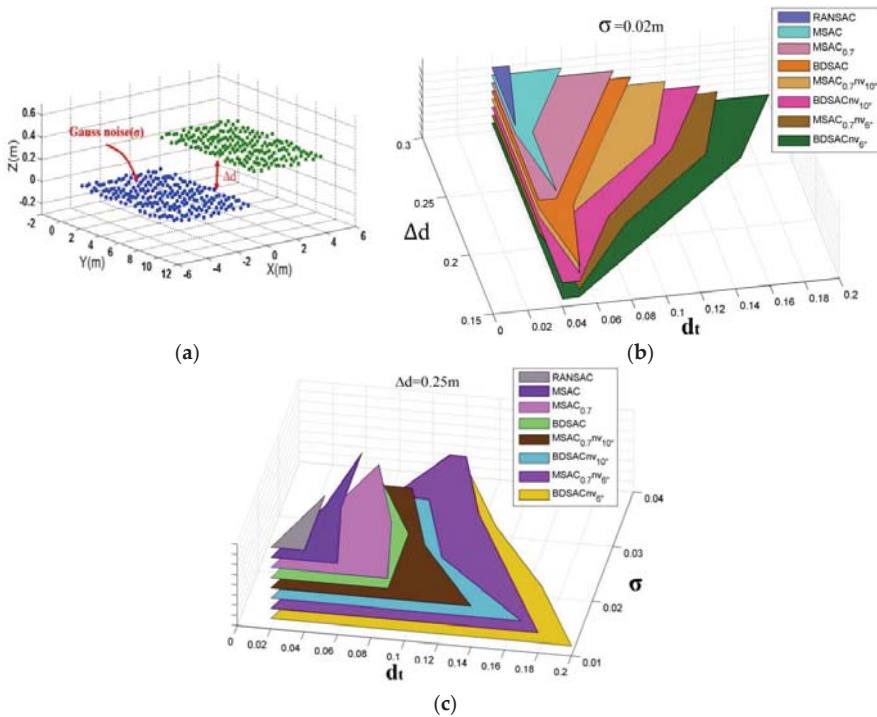 Gauss noise(σ)
Δd
Z(m)
0.6
0.4
0.2
0
-0.2
-2
0
2
4
6
8
10
12
Y(m)
-6
-4
-2
0
2
4
6
X(m)
(a)
σ =0.02m
RANSAC
MSAC
MSAC0.7
BDSAC
MSAC0.7nv10°
BDSACnv10°
MSAC0.7nv6°
BDSACnv6°
0.3
0.25
0.2
0.15
Δd
0
0.02
0.04
0.06
0.08
0.1
0.12
0.14
0.16
0.18
0.2
dt
(b)
Δd=0.25m
RANSAC
MSAC
MSAC0.7
BDSAC
MSAC0.7nv10°
BDSACnv10°
MSAC0.7nv6°
BDSACnv6°
0.04
0.03
0.02
0.01
σ
0
0.02
0.04
0.06
0.08
0.1
0.12
0.14
0.16
0.18
0.2
dt
(c)